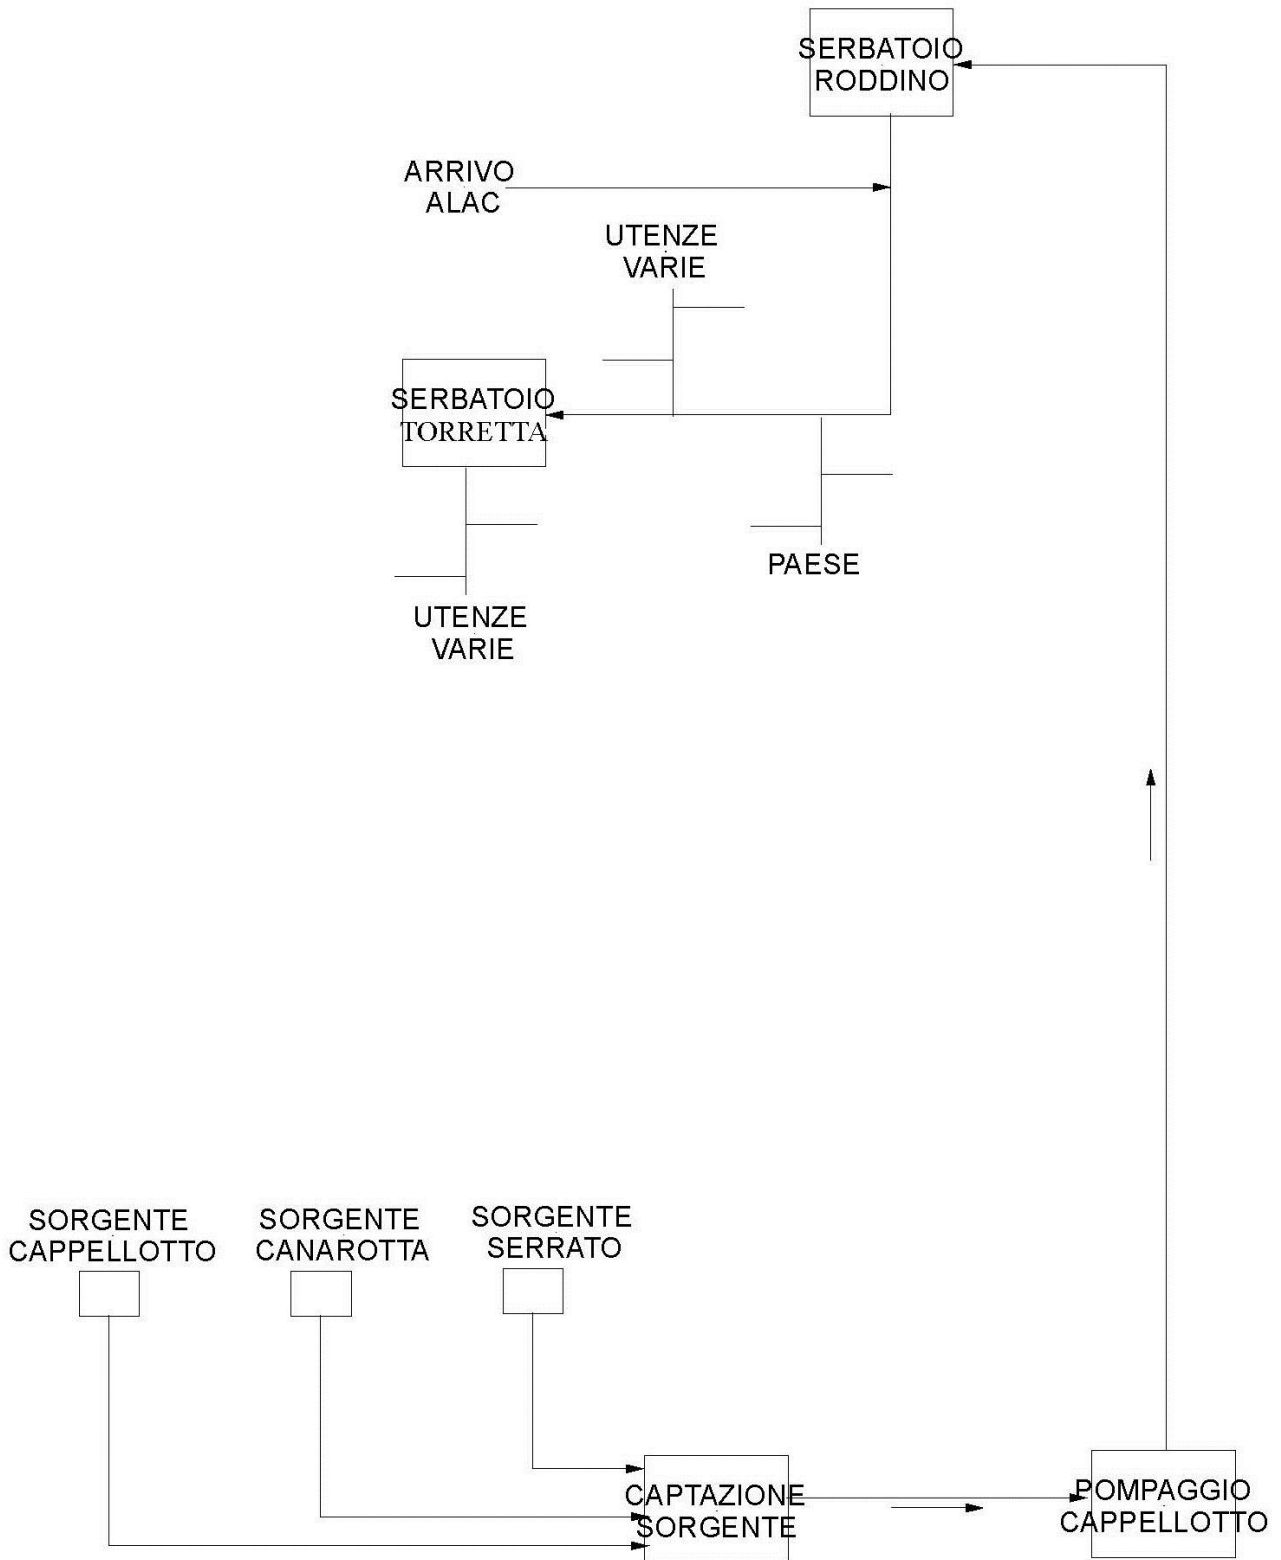 SERBATOIO
RODDINO
ARRIVO
ALAC
UTENZE
VARIE
SERBATOIO
TORRETTA
PAESE
UTENZE
VARIE
SORGENTE
CAPPELLOTTO
SORGENTE
CANAROTTA
SORGENTE
SERRATO
CAPTAZIONE
SORGENTE
POMPAGGIO
CAPPELLOTTO